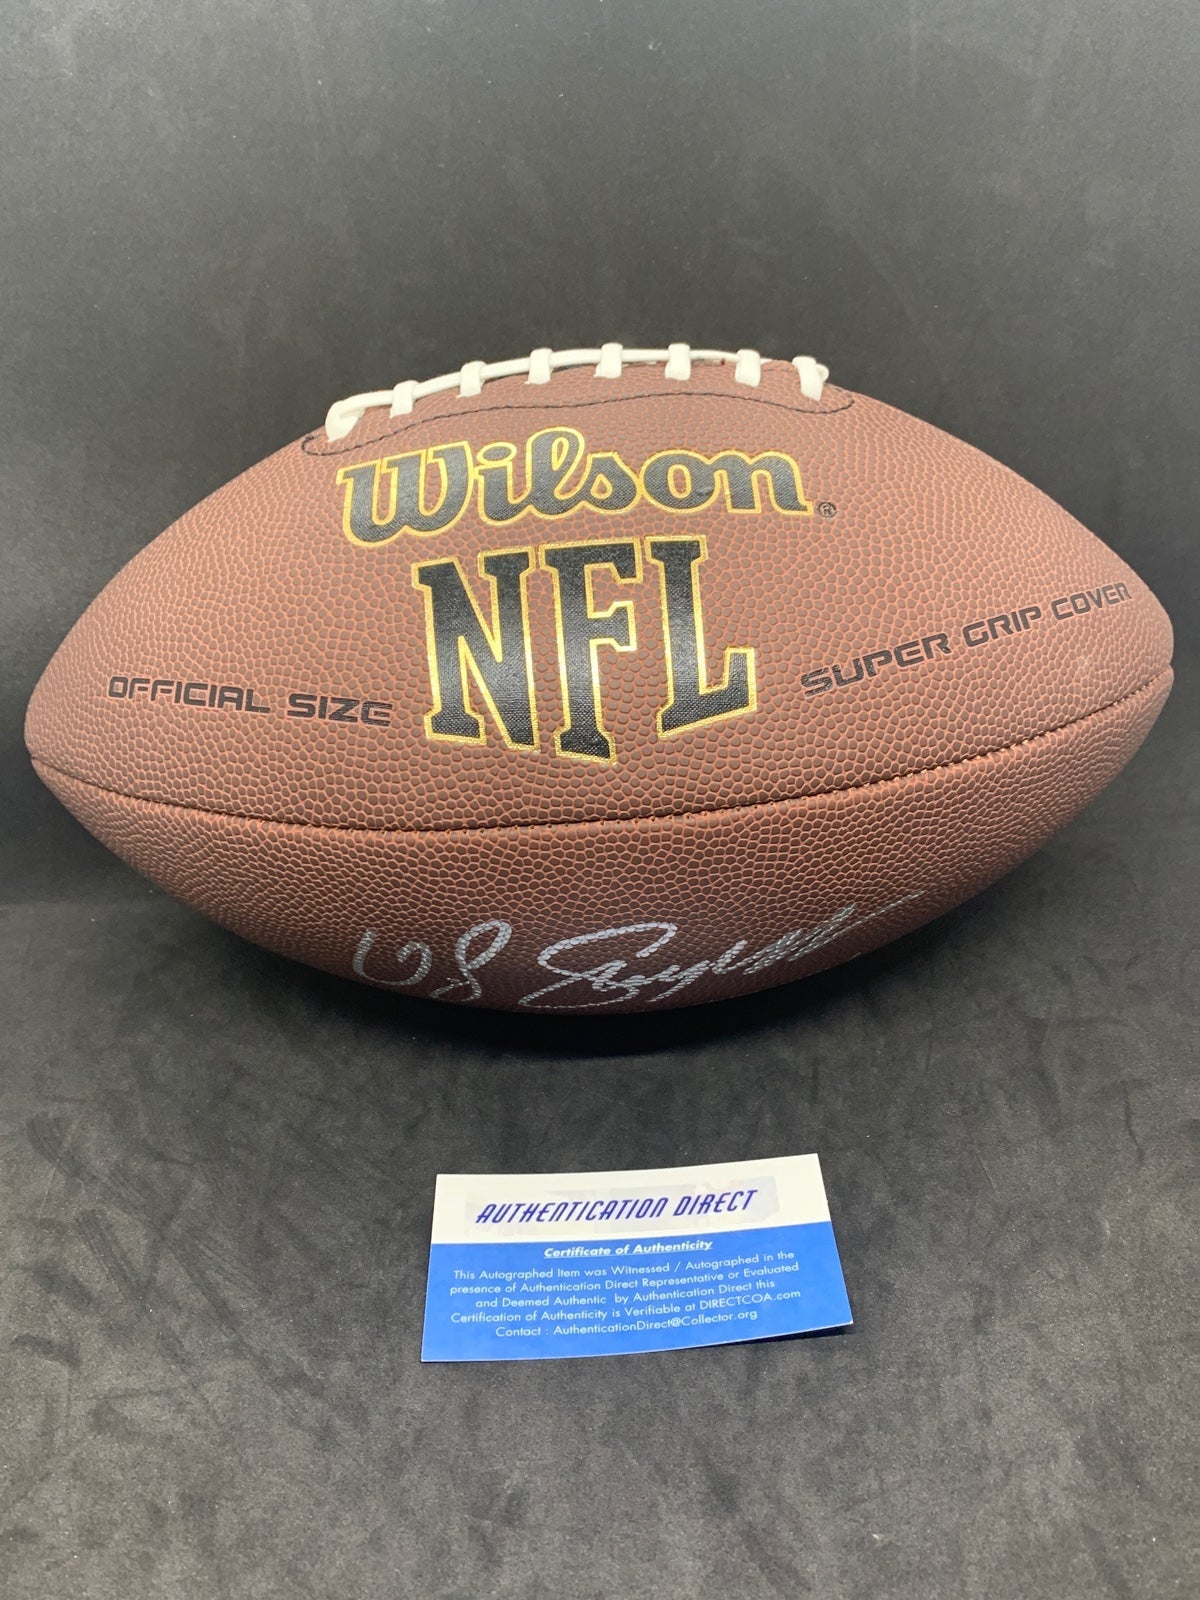 Wilson®
NFL
OFFICIAL SIZE
SUPER GRIP COVER
AUTHENTICATION DIRECT
Certificate of Authenticity
This Autographed Item was Witnessed / Autographed in the
presence of Authentication Direct Representative or Evaluated
and Deemed Authentic by Authentication Direct this
Certification of Authenticity is Verifiable at DIRECTCOA.com
Contact : AuthenticationDirect@Collector.org